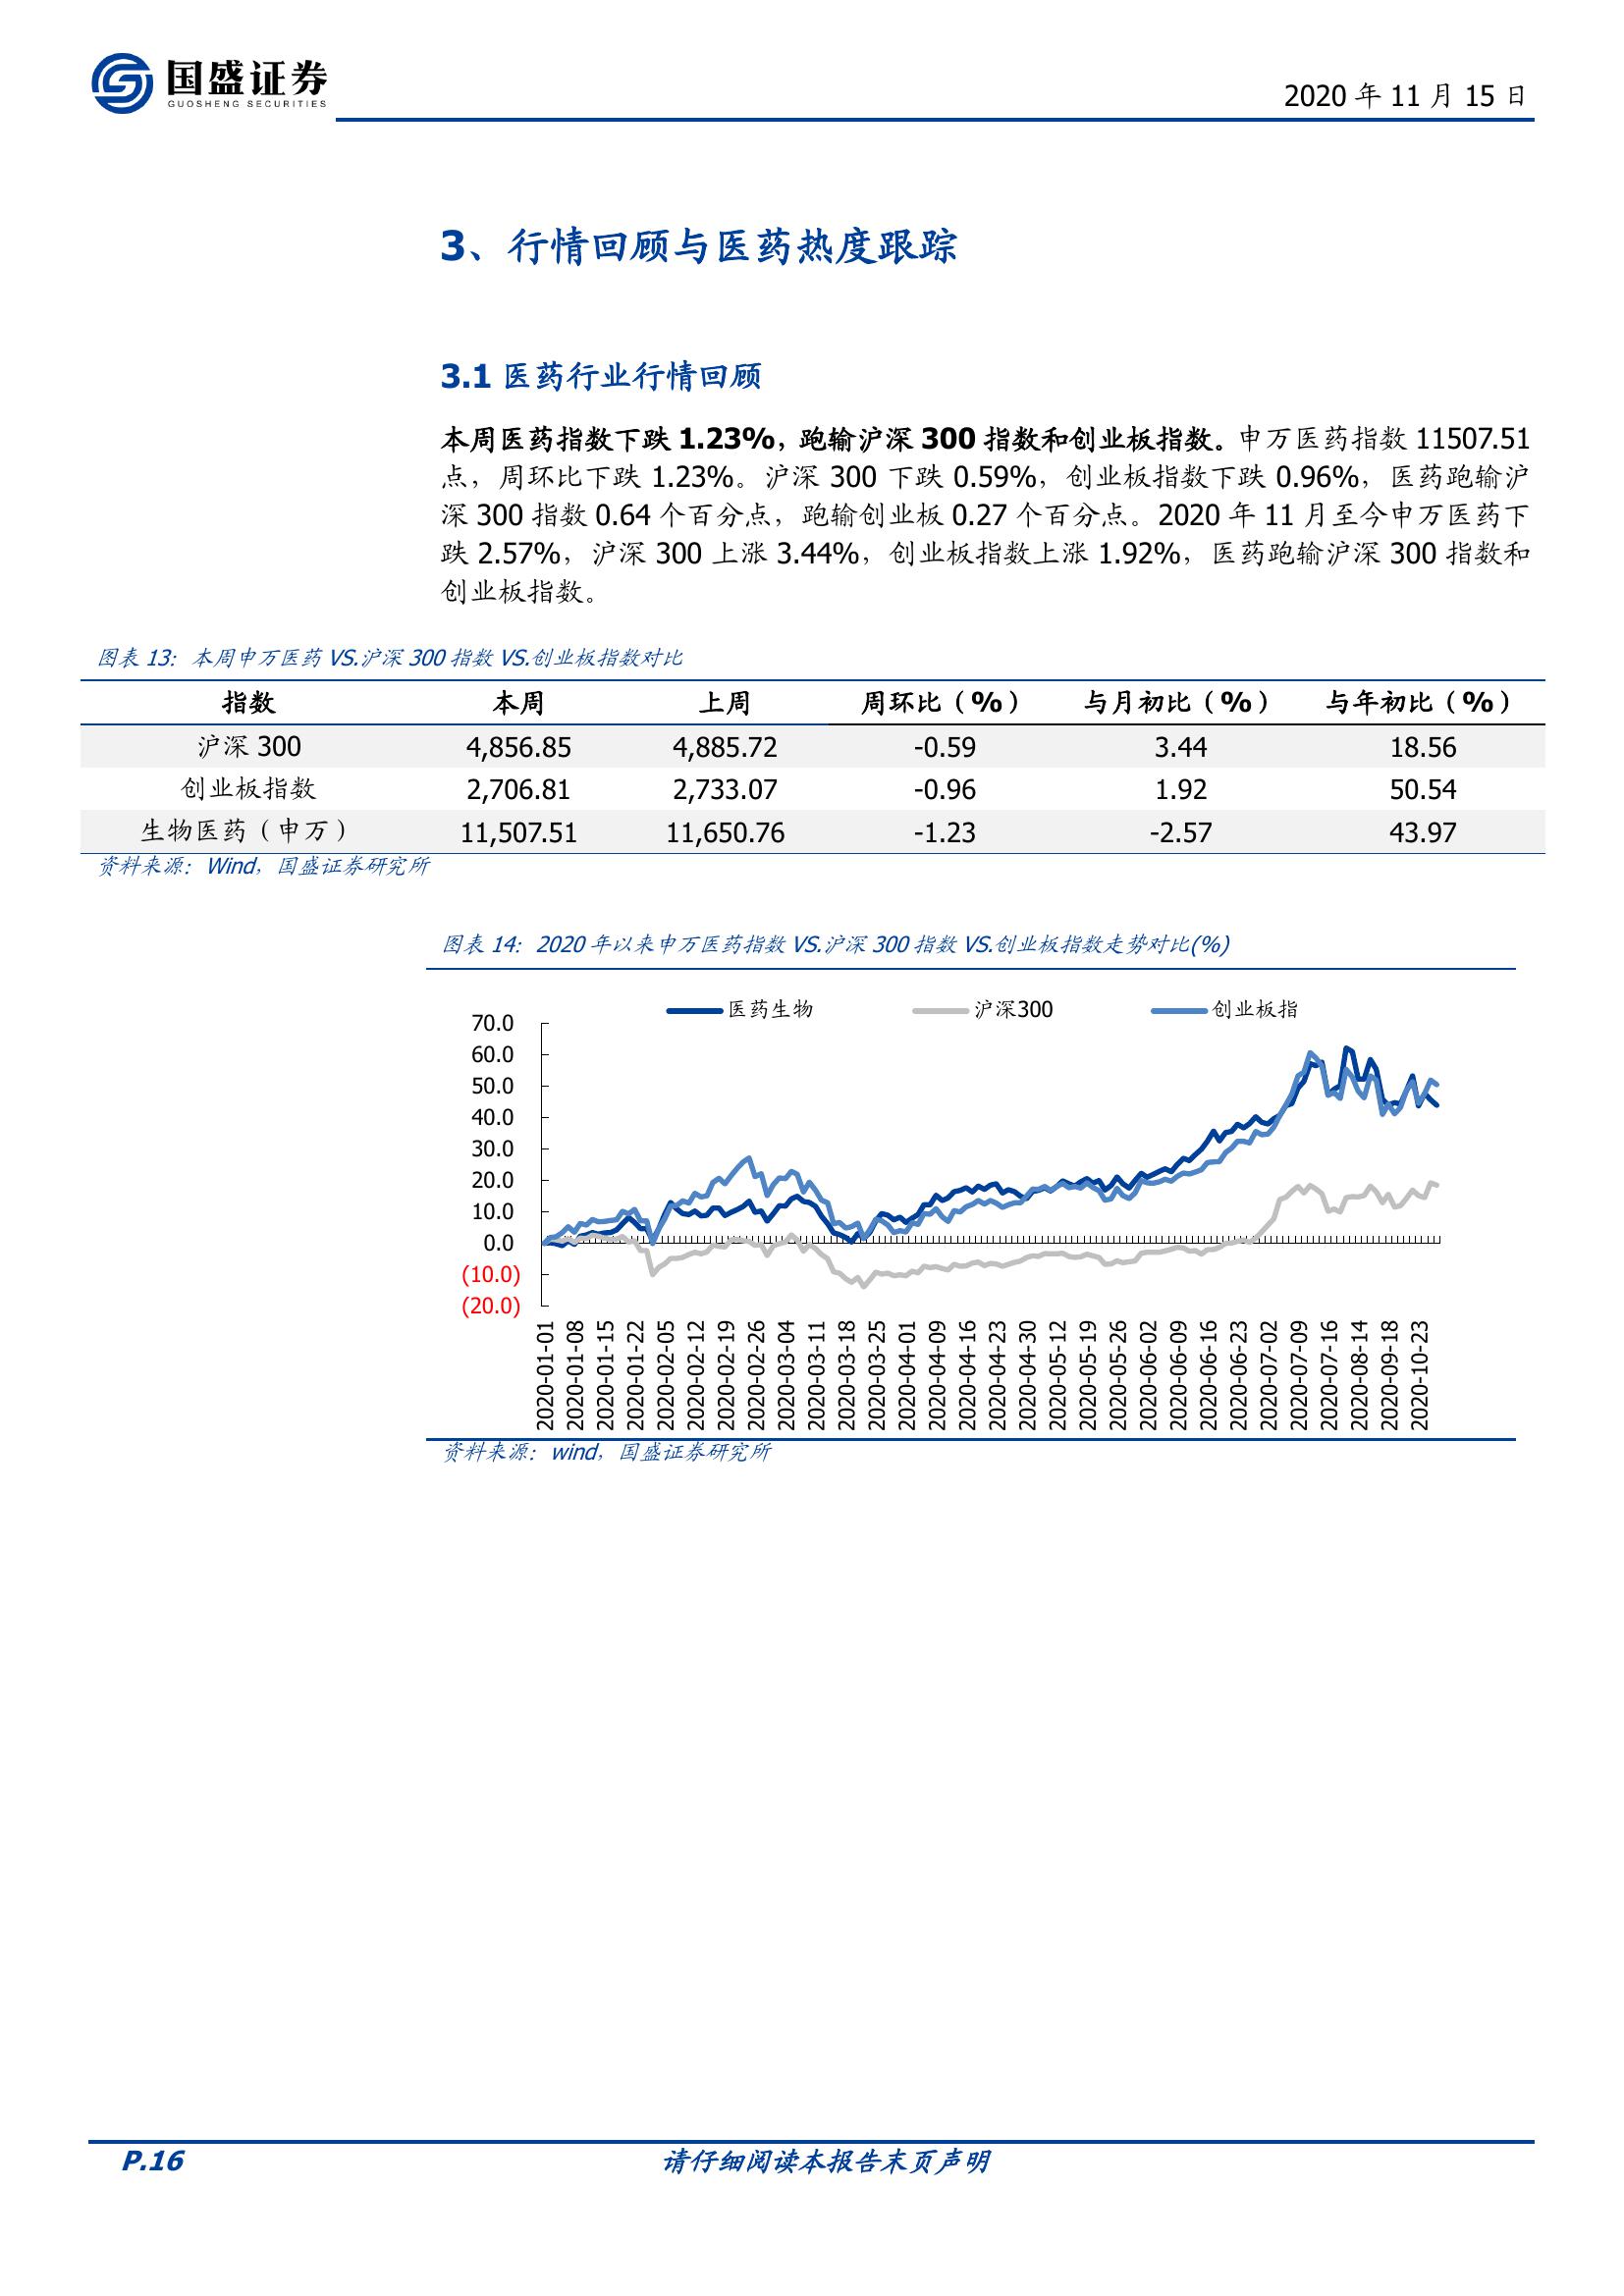 国盛证券
GUOSHENG SECURITIES
2020 年 11 月 15 日
3、行情回顾与医药热度跟踪
3.1 医药行业行情回顾
本周医药指数下跌 1.23%，跑输沪深 300 指数和创业板指数。申万医药指数 11507.51
点，周环比下跌 1.23%。沪深 300 下跌 0.59%，创业板指数下跌 0.96%，医药跑输沪
深 300 指数 0.64 个百分点，跑输创业板 0.27 个百分点。2020 年 11 月至今申万医药下
跌 2.57%，沪深 300 上涨 3.44%，创业板指数上涨 1.92%，医药跑输沪深 300 指数和
创业板指数。
图表 13：本周申万医药 VS.沪深 300 指数 VS.创业板指数对比
指数 本周 上周 周环比（%） 与月初比（%） 与年初比（%）
沪深 300 4,856.85 4,885.72 -0.59 3.44 18.56
创业板指数 2,706.81 2,733.07 -0.96 1.92 50.54
生物医药（申万） 11,507.51 11,650.76 -1.23 -2.57 43.97
资料来源：Wind，国盛证券研究所
图表 14：2020 年以来申万医药指数 VS.沪深 300 指数 VS.创业板指数走势对比(%)
医药生物 沪深300 创业板指
70.0
60.0
50.0
40.0
30.0
20.0
10.0
0.0
(10.0)
(20.0)
2020-01-01
2020-01-08
2020-01-15
2020-01-22
2020-02-05
2020-02-12
2020-02-19
2020-02-26
2020-03-04
2020-03-11
2020-03-18
2020-03-25
2020-04-01
2020-04-09
2020-04-16
2020-04-23
2020-04-30
2020-05-12
2020-05-19
2020-05-26
2020-06-02
2020-06-09
2020-06-16
2020-06-23
2020-07-02
2020-07-09
2020-07-16
2020-08-14
2020-09-18
2020-10-23
资料来源：wind，国盛证券研究所
P.16 请仔细阅读本报告末页声明